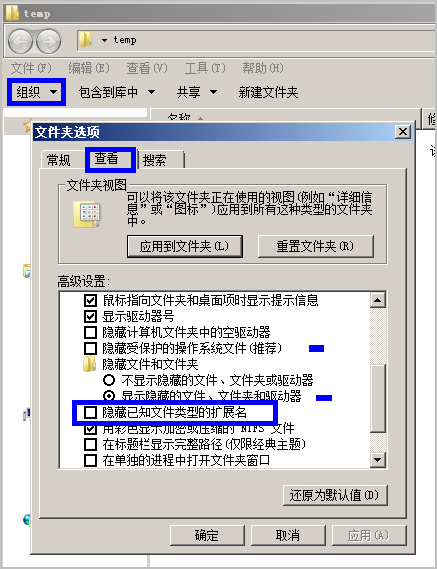 temp
temp
文件(F) 编辑(E) 查看(V) 工具(T) 帮助(H)
组织 包含到库中 共享 新建文件夹
名称 修
文件夹选项
常规 查看 搜索
文件夹视图
可以将该文件夹正在使用的视图(例如“详细信
息”或“图标”)应用到所有这种类型的文件夹
中。
应用到文件夹(L) 重置文件夹(R)
高级设置:
鼠标指向文件夹和桌面项时显示提示信息
显示驱动器号
隐藏计算机文件夹中的空驱动器
隐藏受保护的操作系统文件(推荐)
隐藏文件和文件夹
不显示隐藏的文件、文件夹或驱动器
显示隐藏的文件、文件夹和驱动器
隐藏已知文件类型的扩展名
用彩色显示加密或压缩的 NTFS 文件
在标题栏显示完整路径(仅限经典主题)
在单独的进程中打开文件夹窗口
还原为默认值(D)
确定 取消 应用(A)